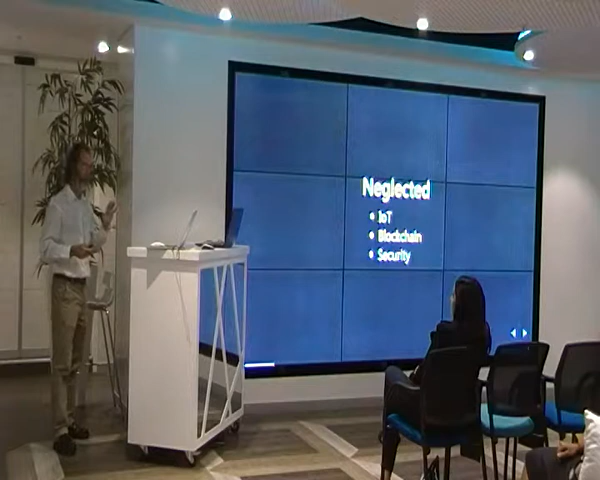 Neglected
• IoT
• Blockchain
• Security